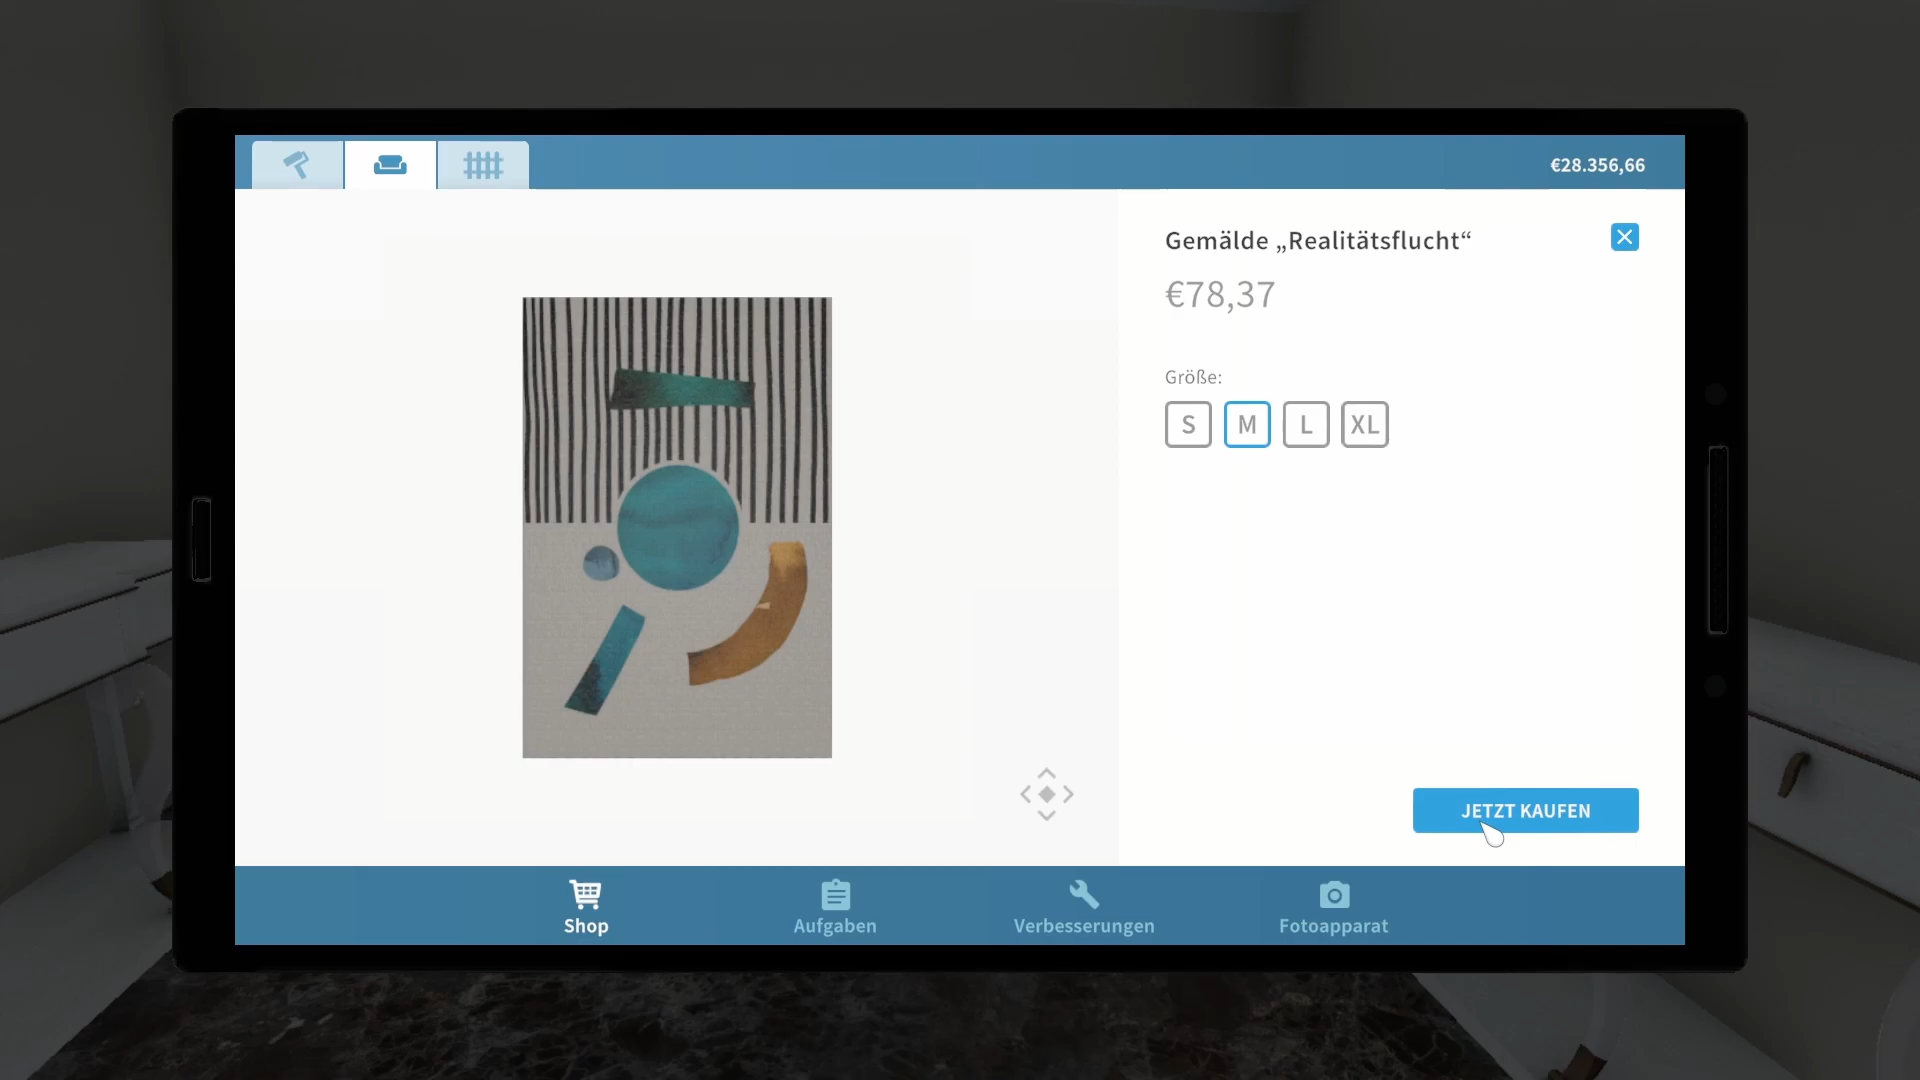 €28.356,66
Gemälde „Realitätsflucht“
€78,37
Größe:
S M L XL
JETZT KAUFEN
Shop Aufgaben Verbesserungen Fotoapparat